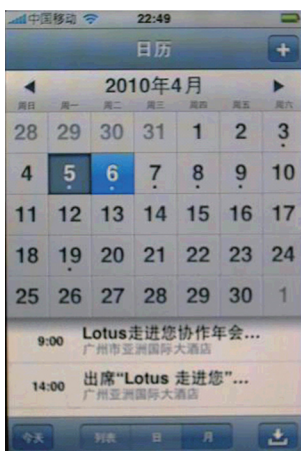 中国移动 22:49
日历 +
2010年4月
周日 周一 周二 周三 周四 周五 周六
28 29 30 31 1 2 3
4 5 6 7 8 9 10
11 12 13 14 15 16 17
18 19 20 21 22 23 24
25 26 27 28 29 30 1
9:00 Lotus走进您协作年会...
广州市亚洲国际大酒店
14:00 出席“Lotus 走进您”...
广州亚洲国际大酒店
今天 列表 日 月